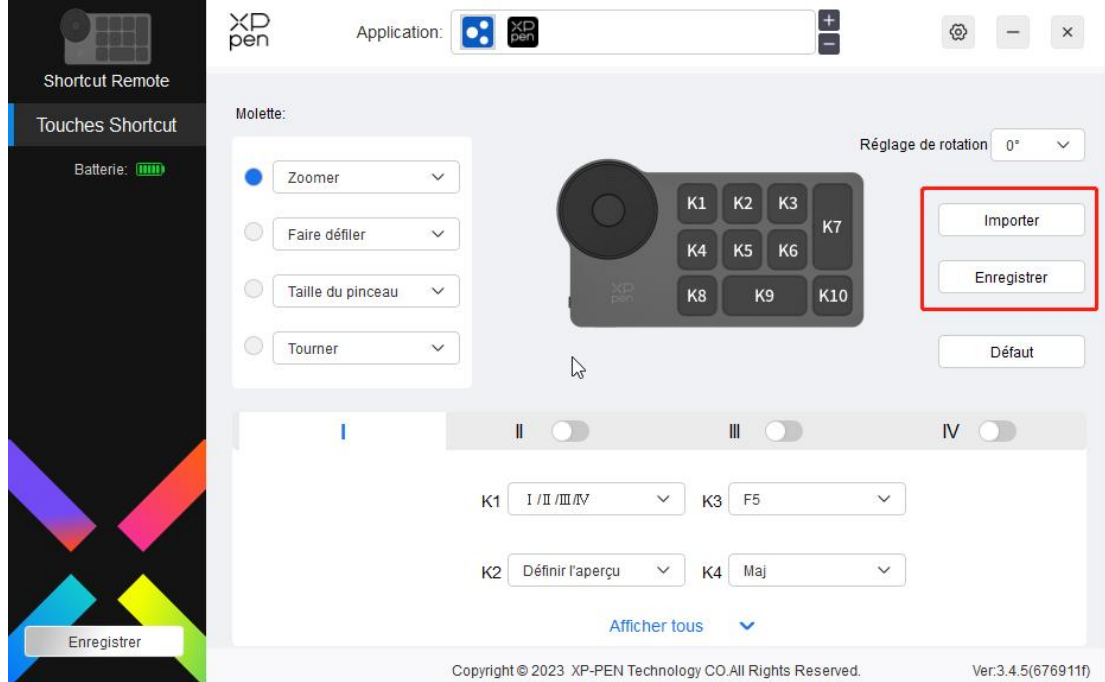 XP
pen
Application:
XP
pen
Shortcut Remote
Touches Shortcut
Batterie:
Molette:
Zoomer
Faire défiler
Taille du pinceau
Tourner
Réglage de rotation 0°
K1 K2 K3
K7
K4 K5 K6
K8 K9 K10
XP
pen
Importer
Enregistrer
Défaut
I II III IV
K1 I/II/III/IV K3 F5
K2 Définir l'aperçu K4 Maj
Afficher tous
Enregistrer
Copyright © 2023 XP-PEN Technology CO.All Rights Reserved. Ver:3.4.5(676911f)